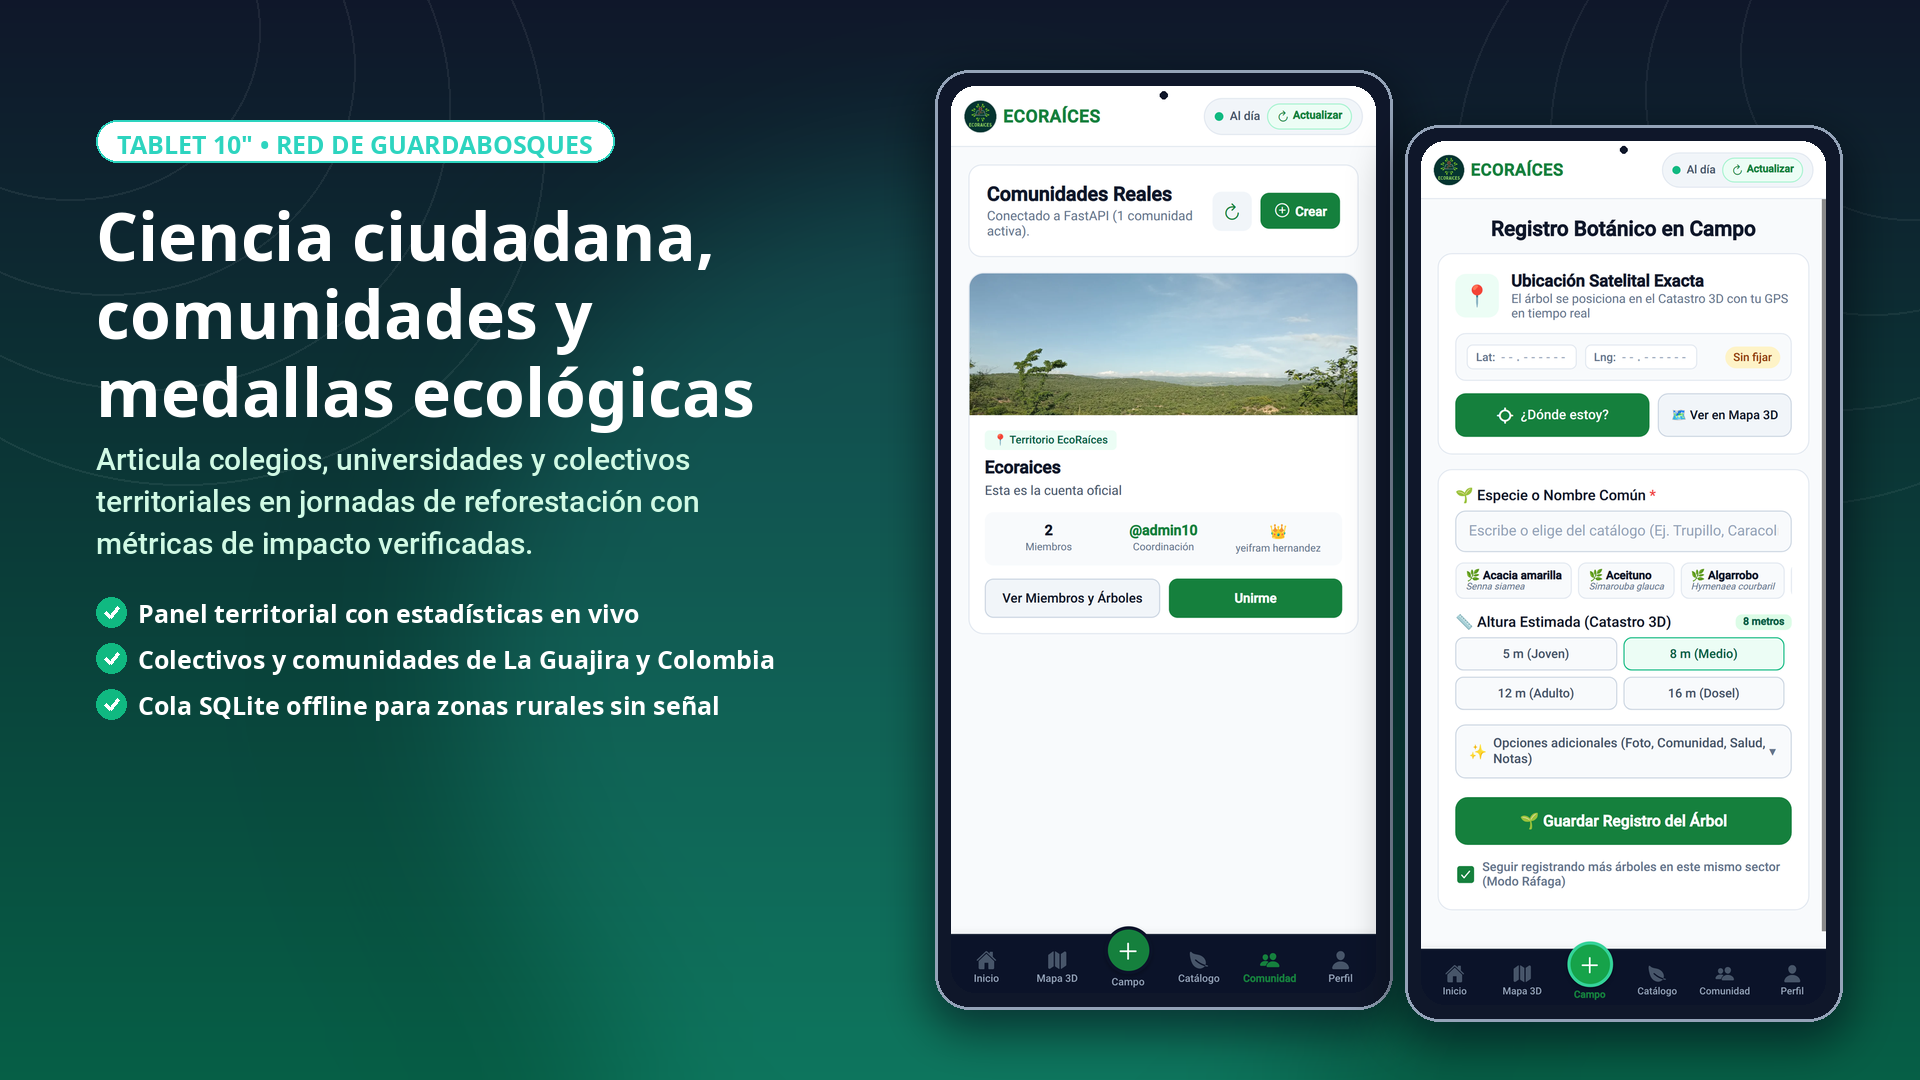 TABLET 10" • RED DE GUARDABOSQUES
Ciencia ciudadana,
comunidades y
medallas ecológicas
Articula colegios, universidades y colectivos
territoriales en jornadas de reforestación con
métricas de impacto verificadas.
Panel territorial con estadísticas en vivo
Colectivos y comunidades de La Guajira y Colombia
Cola SQLite offline para zonas rurales sin señal
ECORAÍCES
ECORAÍCES
Al día
Actualizar
Comunidades Reales
Conectado a FastAPI (1 comunidad
activa).
Crear
Territorio EcoRaíces
Ecoraices
Esta es la cuenta oficial
2
Miembros
@admin10
Coordinación
yeifram hernandez
Ver Miembros y Árboles
Unirme
Inicio
Mapa 3D
Campo
Catálogo
Comunidad
Perfil
ECORAÍCES
ECORAÍCES
Al día
Actualizar
Registro Botánico en Campo
Ubicación Satelital Exacta
El árbol se posiciona en el Catastro 3D con tu GPS
en tiempo real
Lat: --.------
Lng: --.------
Sin fijar
¿Dónde estoy?
Ver en Mapa 3D
Especie o Nombre Común *
Escribe o elige del catálogo (Ej. Trupillo, Caracol
Acacia amarilla
Senna siamea
Aceituno
Simarouba glauca
Algarrobo
Hymenaea courbaril
Altura Estimada (Catastro 3D)
8 metros
5 m (Joven)
8 m (Medio)
12 m (Adulto)
16 m (Dosel)
Opciones adicionales (Foto, Comunidad, Salud,
Notas)
Guardar Registro del Árbol
Seguir registrando más árboles en este mismo sector
(Modo Ráfaga)
Inicio
Mapa 3D
Campo
Catálogo
Comunidad
Perfil